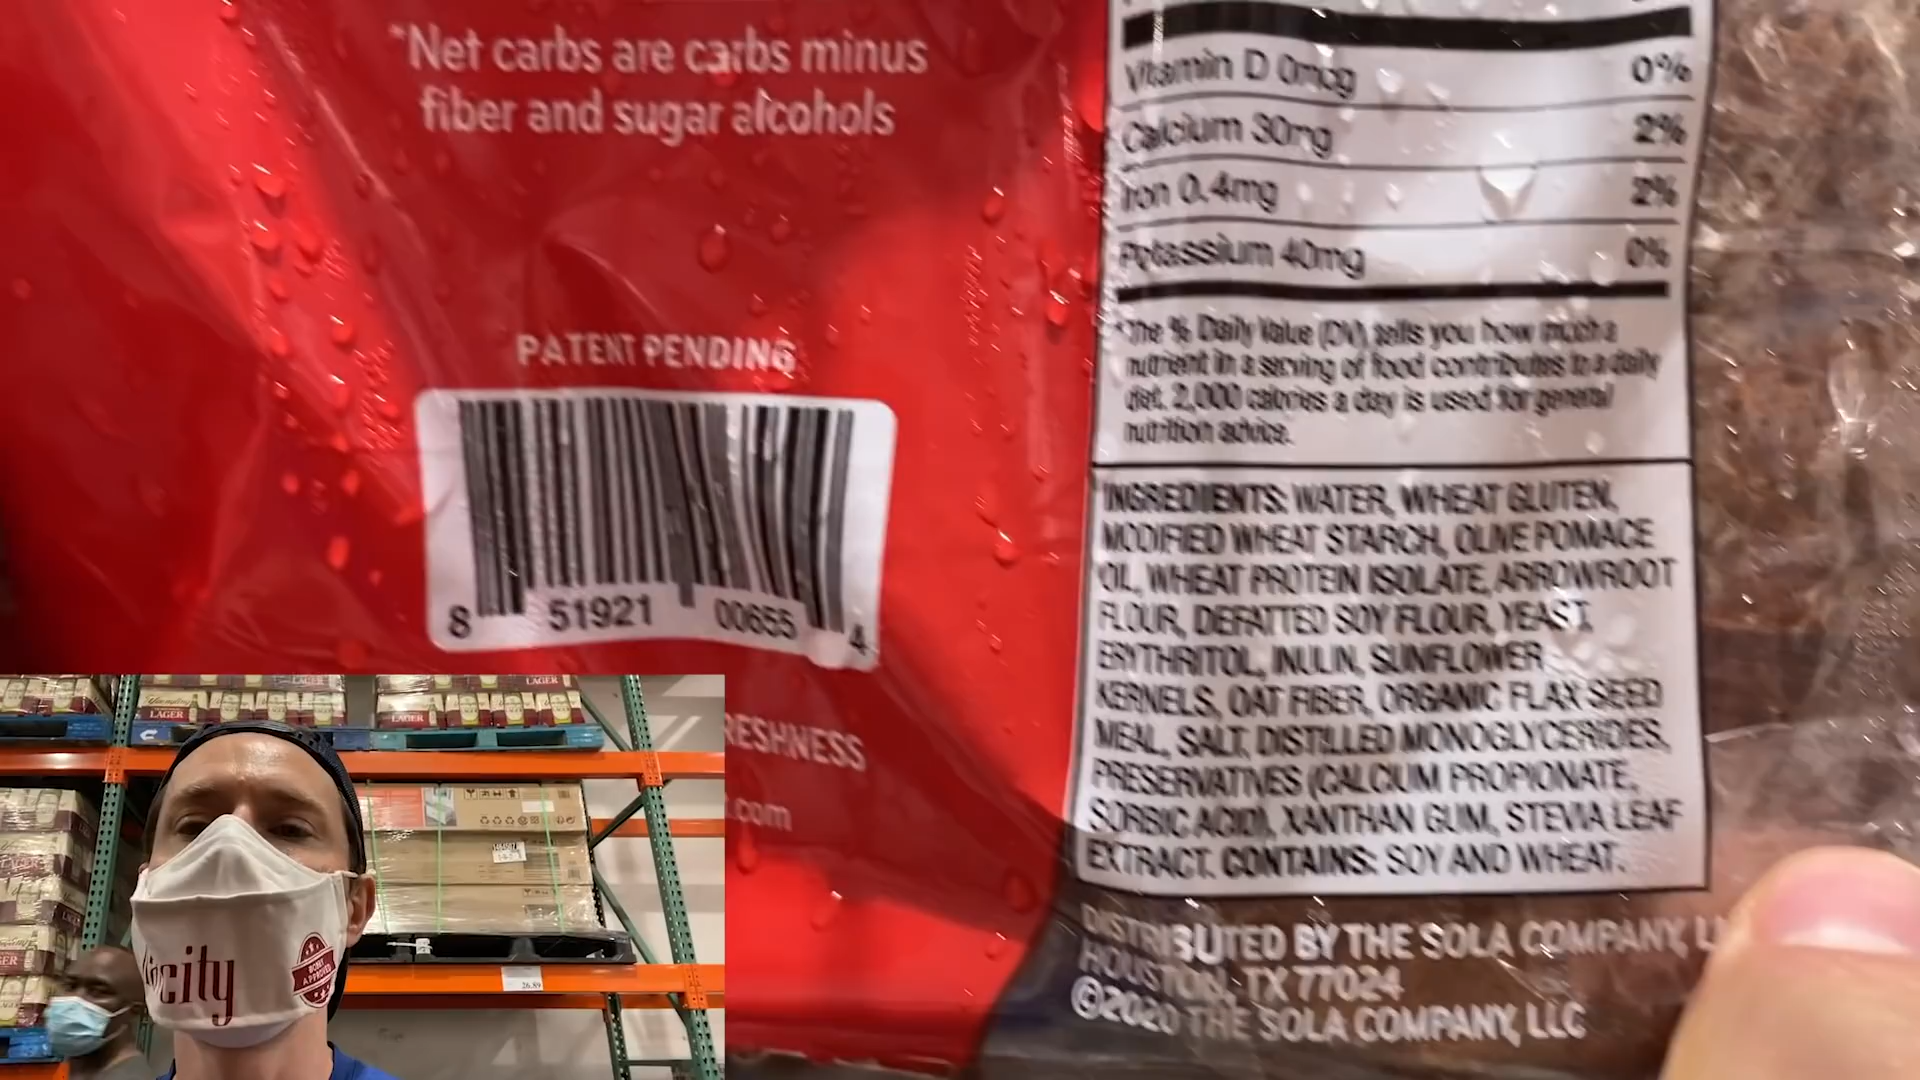 *Net carbs are carbs minus
fiber and sugar alcohols
PATENT PENDING
8 51921 00655 4
RESHNESS
.com
Vitamin D 0mcg 0%
Calcium 30mg 2%
Iron 0.4mg 2%
Potassium 40mg 0%
*The % Daily Value (DV) tells you how much a
nutrient in a serving of food contributes to a daily
diet. 2,000 calories a day is used for general
nutrition advice.
INGREDIENTS: WATER, WHEAT GLUTEN,
MODIFIED WHEAT STARCH, OLIVE POMACE
OIL, WHEAT PROTEIN ISOLATE, ARROWROOT
FLOUR, DEFATTED SOY FLOUR, YEAST,
ERYTHRITOL, INULIN, SUNFLOWER
KERNELS, OAT FIBER, ORGANIC FLAX SEED
MEAL, SALT, DISTILLED MONOGLYCERIDES,
PRESERVATIVES (CALCIUM PROPIONATE,
SORBIC ACID), XANTHAN GUM, STEVIA LEAF
EXTRACT. CONTAINS: SOY AND WHEAT.
DISTRIBUTED BY THE SOLA COMPANY, LL
HOUSTON, TX 77024
©2020 THE SOLA COMPANY, LLC
LAGER
LAGER
LAGER
LAGER
city
BOBBY
APPROVED
26.89